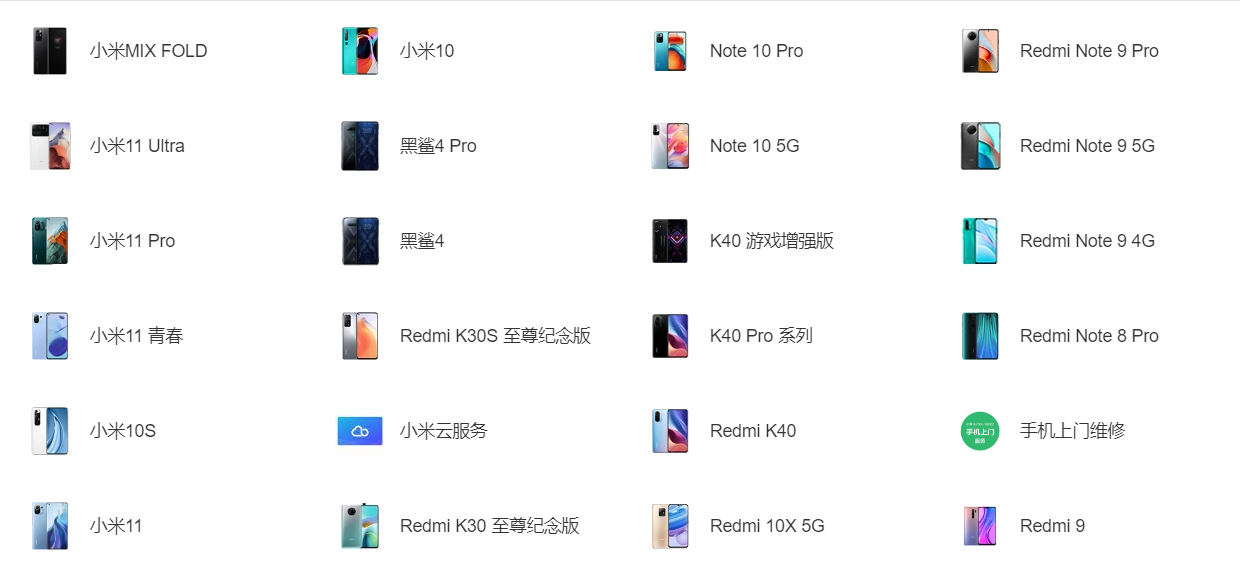 小米MIX FOLD
小米10
Note 10 Pro
Redmi Note 9 Pro
小米11 Ultra
黑鲨4 Pro
Note 10 5G
Redmi Note 9 5G
小米11 Pro
黑鲨4
K40 游戏增强版
Redmi Note 9 4G
小米11 青春
Redmi K30S 至尊纪念版
K40 Pro 系列
Redmi Note 8 Pro
小米10S
小米云服务
Redmi K40
手机上门
服务
手机上门维修
小米11
Redmi K30 至尊纪念版
Redmi 10X 5G
Redmi 9